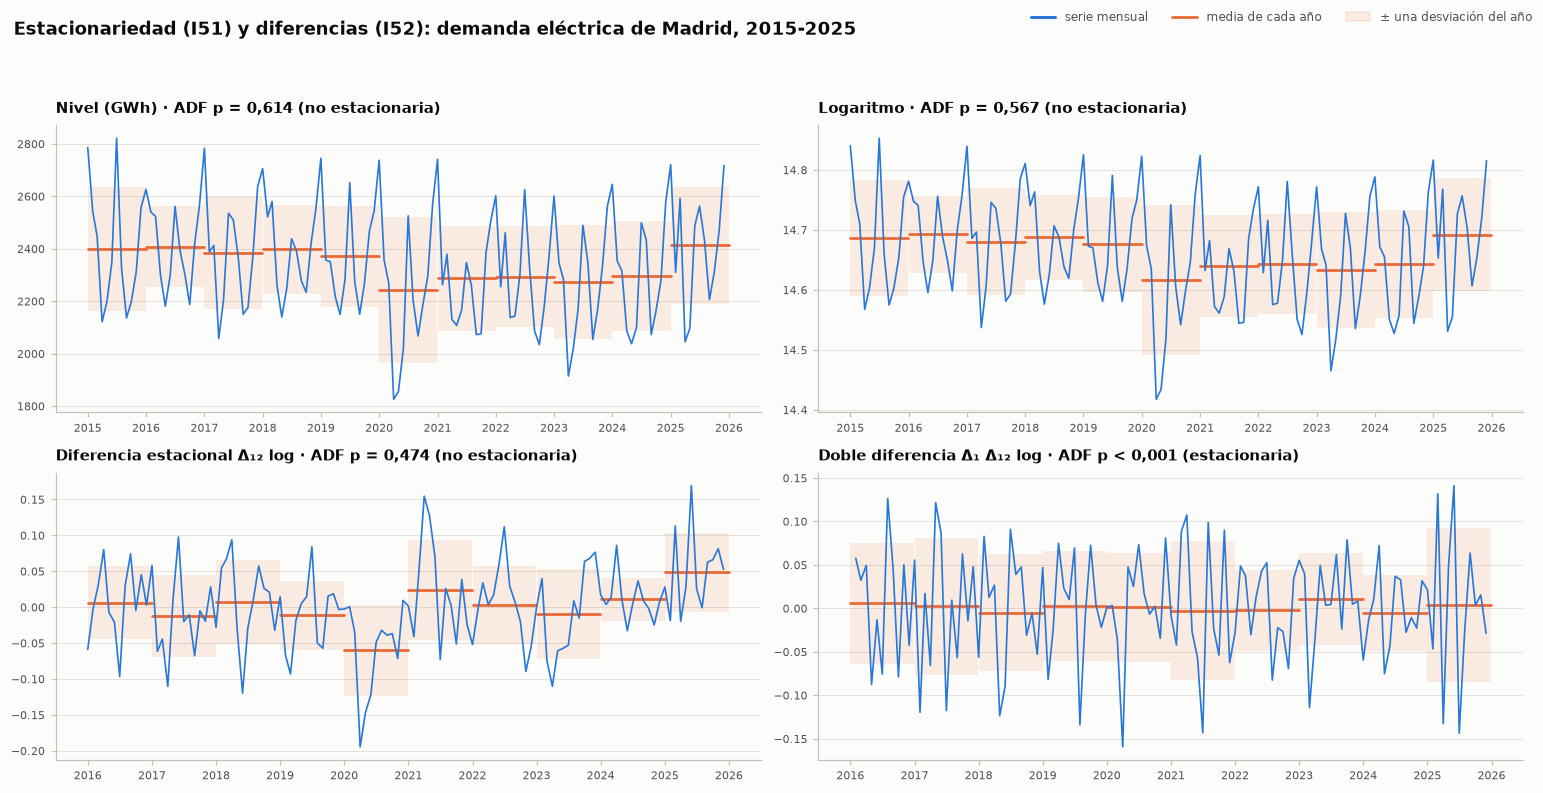 Estacionariedad (I51) y diferencias (I52): demanda eléctrica de Madrid, 2015-2025
serie mensual
media de cada año
± una desviación del año
Nivel (GWh) · ADF p = 0,614 (no estacionaria)
2800
2600
2400
2200
2000
1800
2015 2016 2017 2018 2019 2020 2021 2022 2023 2024 2025 2026
Logaritmo · ADF p = 0,567 (no estacionaria)
14.8
14.7
14.6
14.5
14.4
2015 2016 2017 2018 2019 2020 2021 2022 2023 2024 2025 2026
Diferencia estacional Δ₁₂ log · ADF p = 0,474 (no estacionaria)
0.15
0.10
0.05
0.00
−0.05
−0.10
−0.15
−0.20
2016 2017 2018 2019 2020 2021 2022 2023 2024 2025 2026
Doble diferencia Δ₁ Δ₁₂ log · ADF p < 0,001 (estacionaria)
0.15
0.10
0.05
0.00
−0.05
−0.10
−0.15
2016 2017 2018 2019 2020 2021 2022 2023 2024 2025 2026